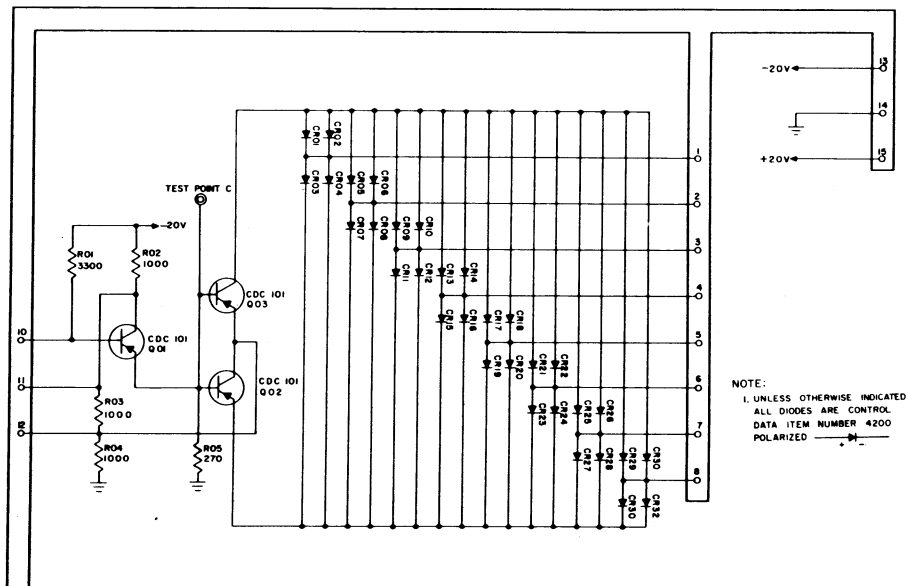 13
-20V
14
+20V
15
CR01
CR02
1
CR03
CR04
CR05
CR06
2
CR07
CR08
CR09
CR10
3
CR11
CR12
CR13
CR14
4
CR15
CR16
CR17
CR18
5
CR19
CR20
CR21
CR22
6
CR23
CR24
CR25
CR26
7
CR27
CR28
CR29
CR30
8
CR30
CR32
TEST POINT C
-20V
R01
3300
R02
1000
CDC 101
Q03
10
CDC 101
Q01
11
CDC 101
Q02
R03
1000
12
R04
1000
R05
270
NOTE:
1. UNLESS OTHERWISE INDICATED
ALL DIODES ARE CONTROL
DATA ITEM NUMBER 4200
POLARIZED
+ -